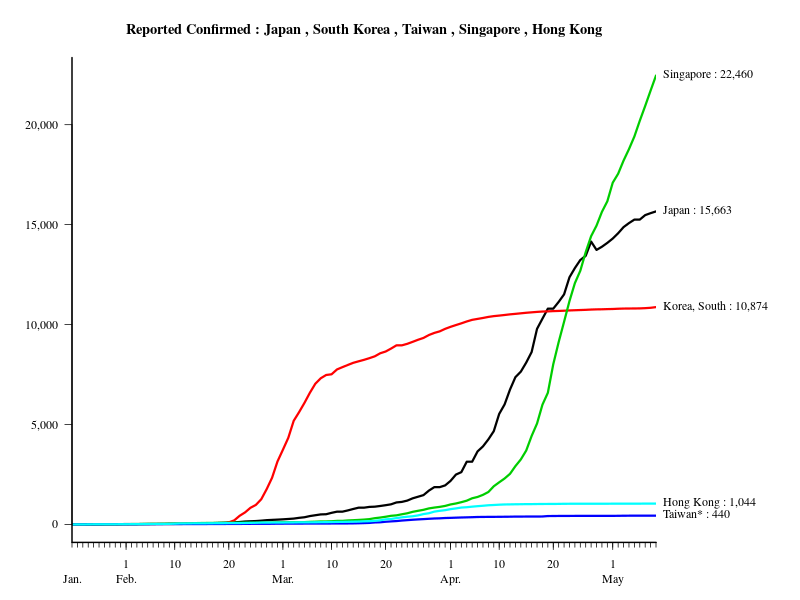 Reported Confirmed : Japan , South Korea , Taiwan , Singapore , Hong Kong
Singapore : 22,460
20,000
Japan : 15,663
15,000
Korea, South : 10,874
10,000
5,000
Hong Kong : 1,044
Taiwan* : 440
0
1 10 20 1 10 20 1 10 20 1
Jan. Feb. Mar. Apr. May